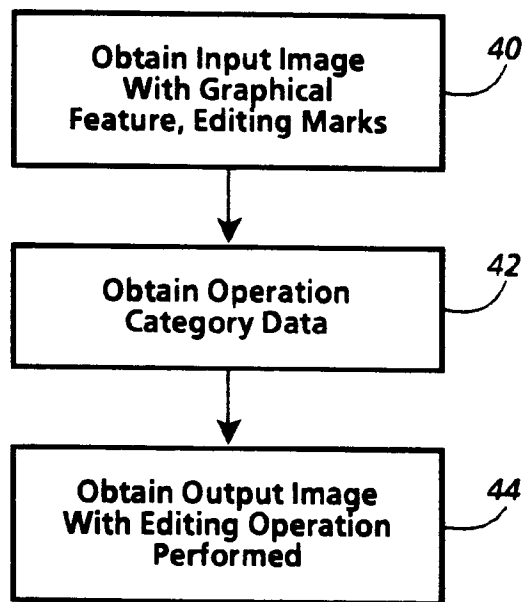 Obtain Input Image
With Graphical
Feature, Editing Marks
40
Obtain Operation
Category Data
42
Obtain Output Image
With Editing Operation
Performed
44